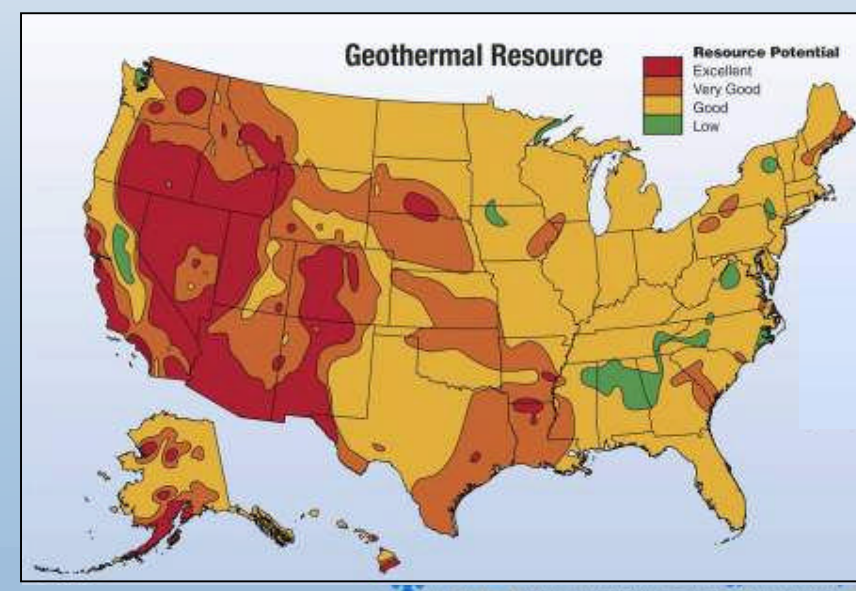 Geothermal Resource
Resource Potential
Excellent
Very Good
Good
Low